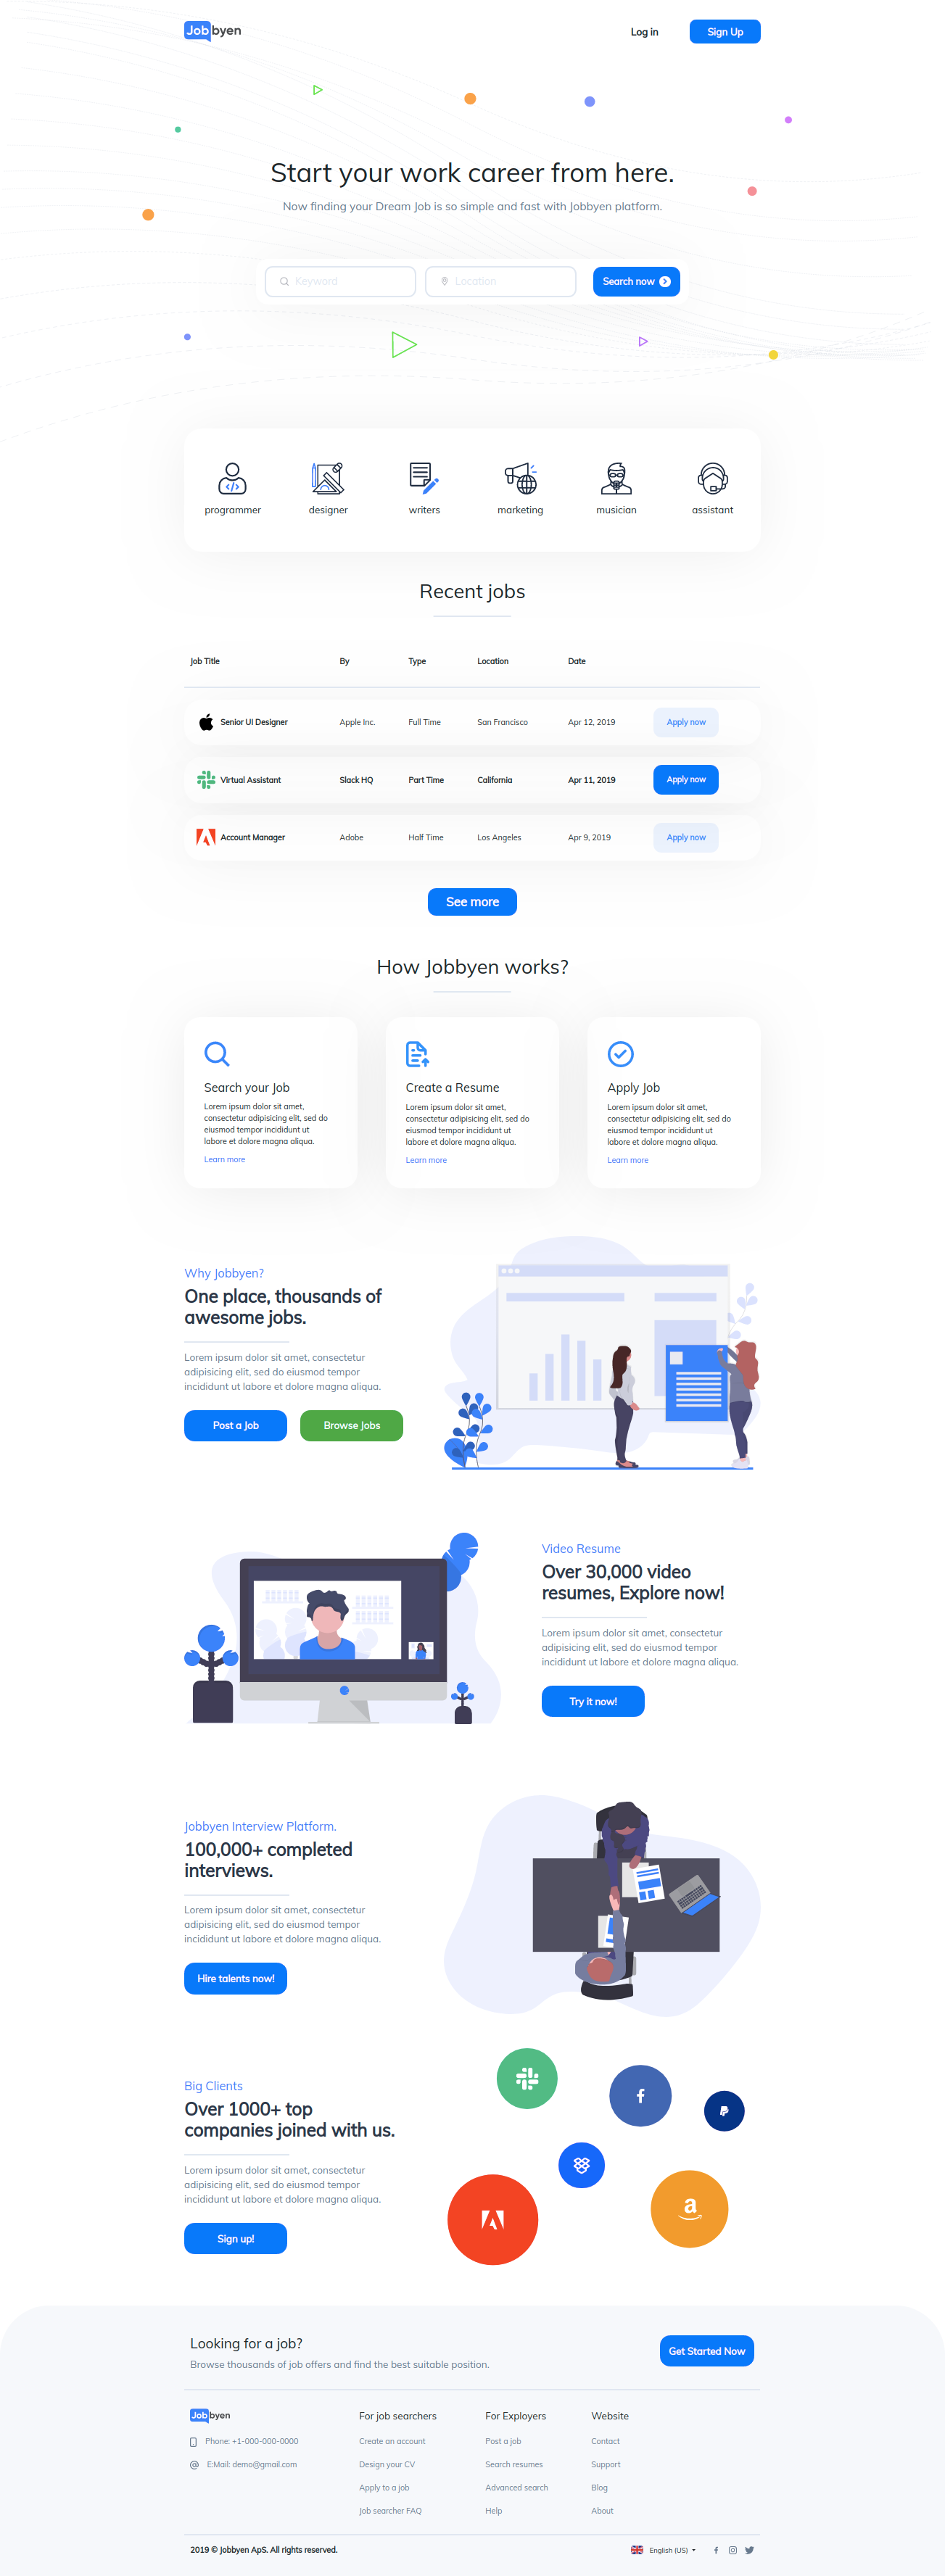 Jobbyen
Log in
Sign Up
Start your work career from here.
Now finding your Dream Job is so simple and fast with Jobbyen platform.
Keyword
Location
Search now
programmer
designer
writers
marketing
musician
assistant
Recent jobs
Job Title By Type Location Date
Senior UI Designer Apple Inc. Full Time San Francisco Apr 12, 2019 Apply now
Virtual Assistant Slack HQ Part Time California Apr 11, 2019 Apply now
Account Manager Adobe Half Time Los Angeles Apr 9, 2019 Apply now
See more
How Jobbyen works?
Search your Job
Lorem ipsum dolor sit amet,
consectetur adipisicing elit, sed do
eiusmod tempor incididunt ut
labore et dolore magna aliqua.
Learn more
Create a Resume
Lorem ipsum dolor sit amet,
consectetur adipisicing elit, sed do
eiusmod tempor incididunt ut
labore et dolore magna aliqua.
Learn more
Apply Job
Lorem ipsum dolor sit amet,
consectetur adipisicing elit, sed do
eiusmod tempor incididunt ut
labore et dolore magna aliqua.
Learn more
Why Jobbyen?
One place, thousands of
awesome jobs.
Lorem ipsum dolor sit amet, consectetur
adipisicing elit, sed do eiusmod tempor
incididunt ut labore et dolore magna aliqua.
Post a Job
Browse Jobs
Video Resume
Over 30,000 video
resumes, Explore now!
Lorem ipsum dolor sit amet, consectetur
adipisicing elit, sed do eiusmod tempor
incididunt ut labore et dolore magna aliqua.
Try it now!
Jobbyen Interview Platform.
100,000+ completed
interviews.
Lorem ipsum dolor sit amet, consectetur
adipisicing elit, sed do eiusmod tempor
incididunt ut labore et dolore magna aliqua.
Hire talents now!
Big Clients
Over 1000+ top
companies joined with us.
Lorem ipsum dolor sit amet, consectetur
adipisicing elit, sed do eiusmod tempor
incididunt ut labore et dolore magna aliqua.
Sign up!
Looking for a job?
Browse thousands of job offers and find the best suitable position.
Get Started Now
Jobbyen
Phone: +1-000-000-0000
E:Mail: demo@gmail.com
For job searchers
Create an account
Design your CV
Apply to a job
Job searcher FAQ
For Exployers
Post a job
Search resumes
Advanced search
Help
Website
Contact
Support
Blog
About
2019 © Jobbyen ApS. All rights reserved.
English (US)